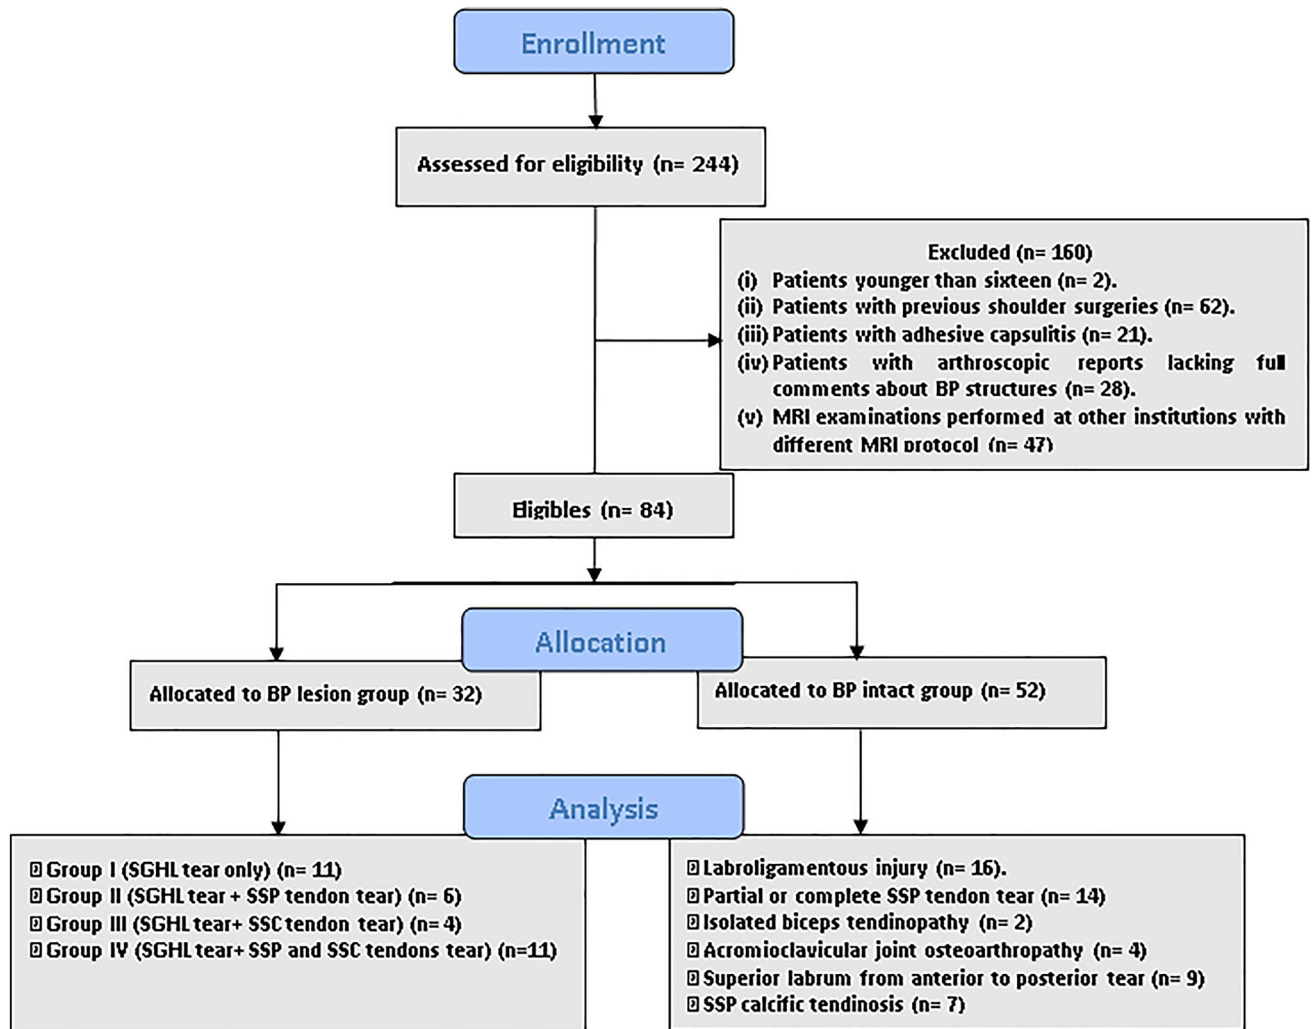 Enrollment
Assessed for eligibility (n= 244)
Excluded (n= 160)
(i) Patients younger than sixteen (n= 2).
(ii) Patients with previous shoulder surgeries (n= 62).
(iii) Patients with adhesive capsulitis (n= 21).
(iv) Patients with arthroscopic reports lacking full
comments about BP structures (n= 28).
(v) MRI examinations performed at other institutions with
different MRI protocol (n= 47)
Eligibles (n= 84)
Allocation
Allocated to BP lesion group (n= 32)
Allocated to BP intact group (n= 52)
Analysis
Group I (SGHL tear only) (n= 11)
Group II (SGHL tear + SSP tendon tear) (n= 6)
Group III (SGHL tear+ SSC tendon tear) (n= 4)
Group IV (SGHL tear+ SSP and SSC tendons tear) (n=11)
Labroligamentous injury (n= 16).
Partial or complete SSP tendon tear (n= 14)
Isolated biceps tendinopathy (n= 2)
Acromioclavicular joint osteoarthropathy (n= 4)
Superior labrum from anterior to posterior tear (n= 9)
SSP calcific tendinosis (n= 7)